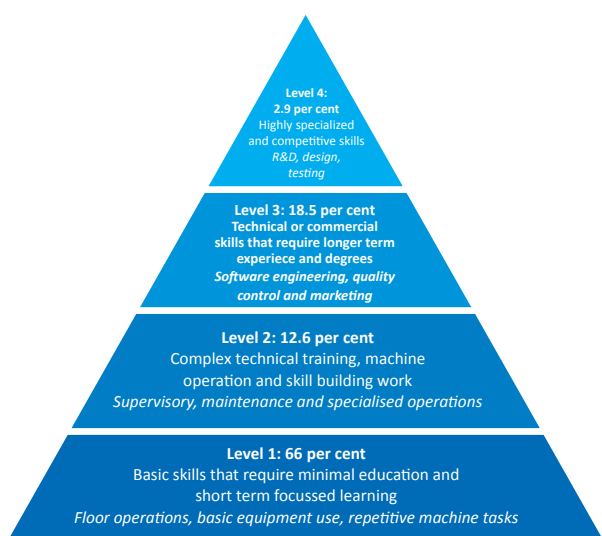 Level 4:
2.9 per cent
Highly specialized
and competitive skills
R&D, design,
testing
Level 3: 18.5 per cent
Technical or commercial
skills that require longer term
experiece and degrees
Software engineering, quality
control and marketing
Level 2: 12.6 per cent
Complex technical training, machine
operation and skill building work
Supervisory, maintenance and specialised operations
Level 1: 66 per cent
Basic skills that require minimal education and
short term focussed learning
Floor operations, basic equipment use, repetitive machine tasks